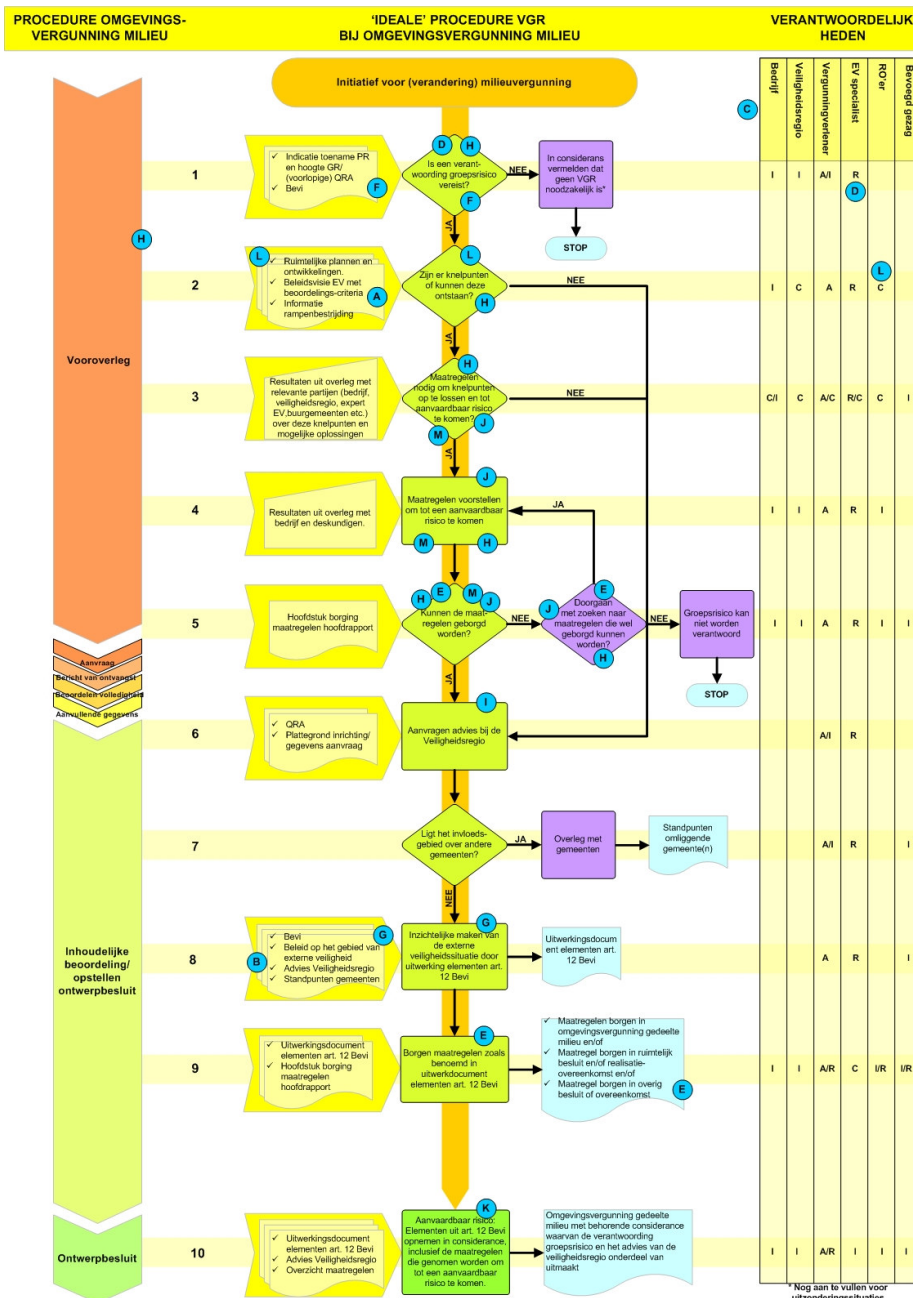 PROCEDURE OMGEVINGS-
VERGUNNING MILIEU
'IDEALE' PROCEDURE VGR
BIJ OMGEVINGSVERGUNNING MILIEU
VERANTWOORDELIJK
HEDEN
Initiatief voor (verandering) milieuvergunning
Bedrijf
Veiligheidsregio
Vergunningverlener
EV specialist
RO'er
Bevoegd gezag
C
1
✓ Indicatie toename PR
en hoogte GR/
(voorlopige) QRA
✓ Bevi
F
D
H
Is een verant-
woording groepsrisico
vereist?
F
NEE
In considerans
vermelden dat
geen VGR
noodzakelijk is*
STOP
JA
I
I
A/I
R
D
H
Vooroverleg
2
L
✓ Ruimtelijke plannen en
ontwikkelingen.
✓ Beleidsvisie EV met
beoordelings-criteria
✓ Informatie
rampenbestrijding
A
L
Zijn er knelpunten
of kunnen deze
ontstaan?
H
NEE
JA
L
I
C
A
R
C
3
Resultaten uit overleg met
relevante partijen (bedrijf,
veiligheidsregio, expert
EV,buurgemeenten etc.)
over deze knelpunten en
mogelijke oplossingen
H
Maatregelen
nodig om knelpunten
op te lossen en tot
aanvaardbaar risico
te komen?
J
M
NEE
JA
C/I
C
A/C
R/C
C
I
4
Resultaten uit overleg met
bedrijf en deskundigen.
J
Maatregelen voorstellen
om tot een aanvaardbaar
risico te komen
M
H
JA
I
I
A
R
I
5
Hoofdstuk borging
maatregelen hoofdrapport
H
E
M
J
Kunnen de maat-
regelen geborgd
worden?
NEE
E
J
Doorgaan
met zoeken naar
maatregelen die wel
geborgd kunnen
worden?
H
NEE
Groepsrisico kan
niet worden
verantwoord
STOP
JA
I
I
A
R
I
I
Aanvraag
Bericht van ontvangst
Beoordelen volledigheid
Aanvullende gegevens
6
✓ QRA
✓ Plattegrond inrichting/
gegevens aanvraag
I
Aanvragen advies bij de
Veiligheidsregio
A/I
R
7
Ligt het invloeds-
gebied over andere
gemeenten?
JA
Overleg met
gemeenten
Standpunten
omliggende
gemeente(n)
NEE
A/I
R
I
Inhoudelijke
beoordeling/
opstellen
ontwerpbesluit
8
B
✓ Bevi
✓ Beleid op het gebied van
externe veiligheid
✓ Advies Veiligheidsregio
✓ Standpunten gemeenten
G
G
Inzichtelijke maken van
de externe
veiligheidssituatie door
uitwerking elementen art.
12 Bevi
Uitwerkingsdocum
ent elementen art.
12 Bevi
A
R
I
9
✓ Uitwerkingsdocument
elementen art. 12 Bevi
✓ Hoofdstuk borging
maatregelen
hoofdrapport
E
Borgen maatregelen zoals
benoemd in
uitwerkdocument
elementen art. 12 Bevi
✓ Maatregelen borgen in
omgevingsvergunning gedeelte
milieu en/of
✓ Maatregel borgen in ruimtelijk
besluit en/of realisatie-
overeenkomst en/of
✓ Maatregel borgen in overig
besluit of overeenkomst
E
I
I
A/R
C
I/R
I/R
Ontwerpbesluit
10
✓ Uitwerkingsdocument
elementen art. 12 Bevi
✓ Advies Veiligheidsregio
✓ Overzicht maatregelen
K
Aanvaardbaar risico:
Elementen uit art. 12 Bevi
opnemen in considerance,
inclusief de maatregelen
die genomen worden om
tot een aanvaardbaar
risico te komen.
Omgevingsvergunning gedeelte
milieu met behorende considerance
waarvan de verantwoording
groepsrisico en het advies van de
veiligheidsregio onderdeel van
uitmaakt
I
I
A/R
I
I
I
* Nog aan te vullen voor
uitzonderingssituaties